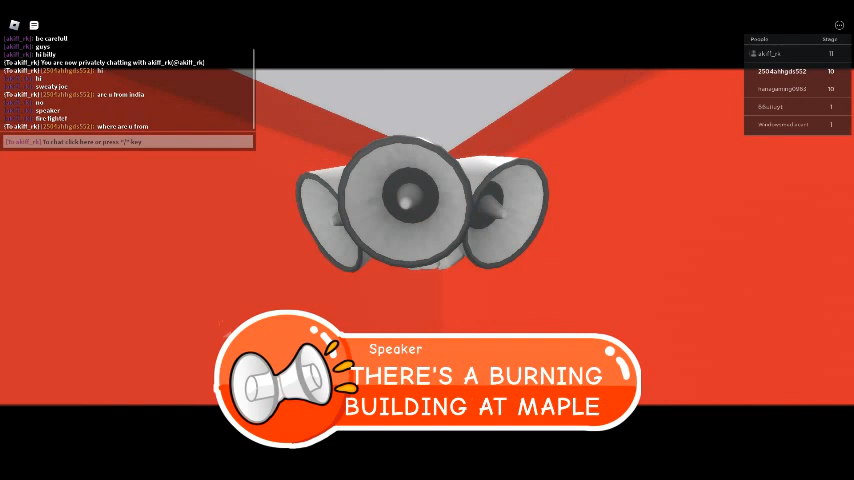 [akiff_rk]: be carefull
[akiff_rk]: guys
[akiff_rk]: hi billy
{To akiff_rk} You are now privately chatting with akiff_rk(@akiff_rk)
{To akiff_rk} [2504ahhgds552]: hi
hi
sweaty joe
{To akiff_rk} [2504ahhgds552]: are u from india
no
speaker
fire fightef
{To akiff_rk} [2504ahhgds552]: where are u from
[To akiff_rk] To chat click here or press "/" key
People Stage
akiff_rk 11
2504ahhgds552 10
hanagaming0963 10
1
1
Speaker
THERE'S A BURNING
BUILDING AT MAPLE